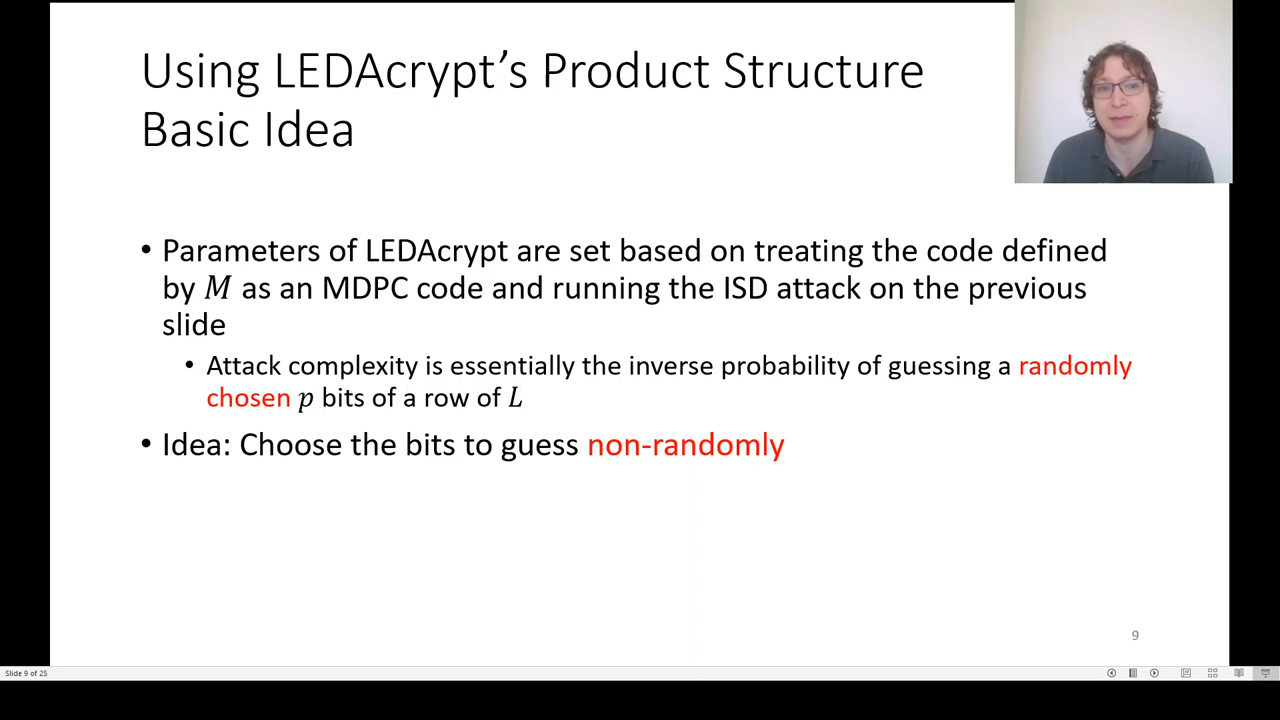 Using LEDAcrypt’s Product Structure
Basic Idea
• Parameters of LEDAcrypt are set based on treating the code defined
by M as an MDPC code and running the ISD attack on the previous
slide
• Attack complexity is essentially the inverse probability of guessing a randomly
chosen p bits of a row of L
• Idea: Choose the bits to guess non-randomly
9
Slide 9 of 25